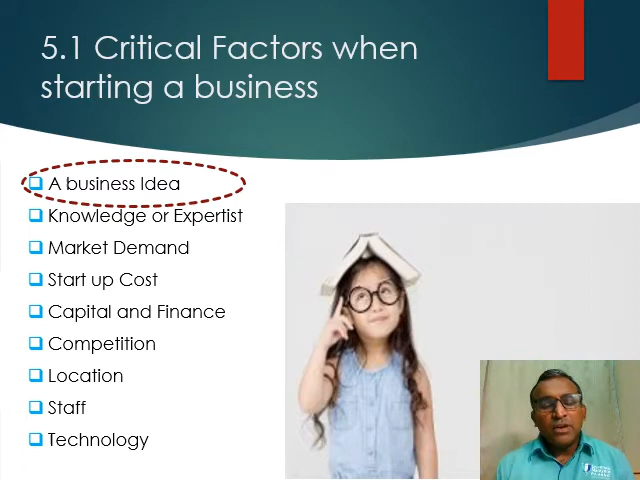 5.1 Critical Factors when
starting a business
A business Idea
Knowledge or Expertist
Market Demand
Start up Cost
Capital and Finance
Competition
Location
Staff
Technology